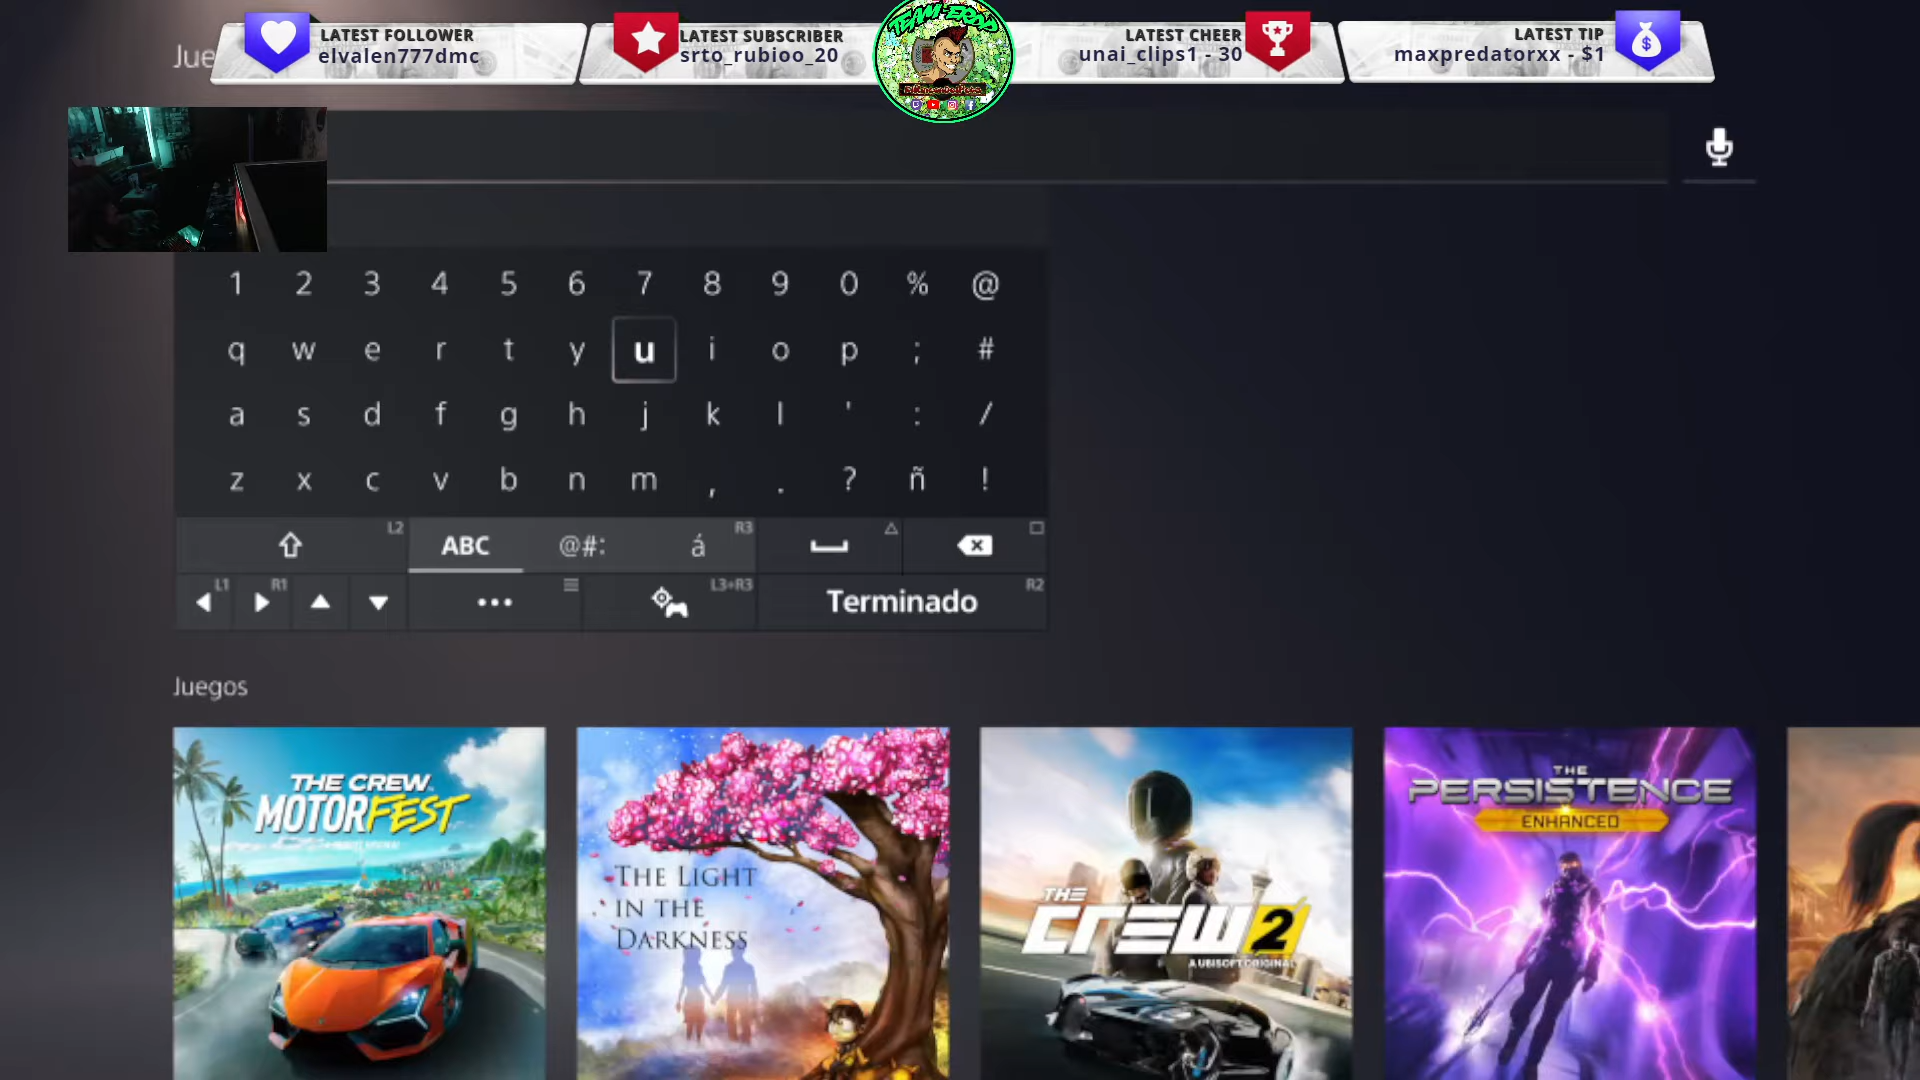 LATEST FOLLOWER
elvalen777dmc
LATEST SUBSCRIBER
srto_rubioo_20
TEAM-EROD
LATEST CHEER
unai_clips1 - 30
LATEST TIP
maxpredatorxx - $1
Jue
1 2 3 4 5 6 7 8 9 0 % @
q w e r t y u i o p ; #
a s d f g h j k l ' : /
z x c v b n m , . ? ñ !
L2 ABC @#: á R3
L1 R1 ••• L3+R3 Terminado R2
Juegos
THE CREW
MOTORFEST
THE LIGHT
IN THE
DARKNESS
THE
CREW 2
A UBISOFT ORIGINAL
THE
PERSISTENCE
ENHANCED